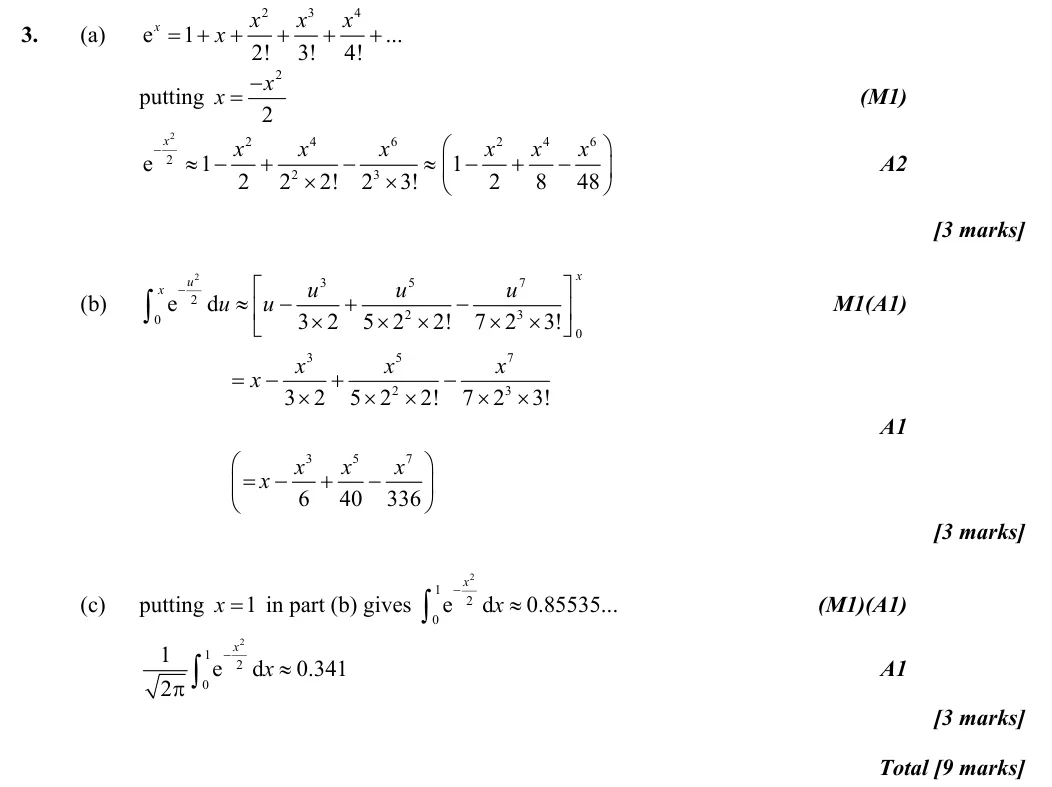 3. (a) e^x = 1 + x + x^2/2! + x^3/3! + x^4/4! + ...
putting x = −x^2/2 (M1)
e^(−x^2/2) ≈ 1 − x^2/2 + x^4/(2^2 × 2!) − x^6/(2^3 × 3!) ≈ (1 − x^2/2 + x^4/8 − x^6/48) A2
[3 marks]
(b) ∫_0^x e^(−u^2/2) du ≈ [u − u^3/(3 × 2) + u^5/(5 × 2^2 × 2!) − u^7/(7 × 2^3 × 3!)]_0^x M1(A1)
= x − x^3/(3 × 2) + x^5/(5 × 2^2 × 2!) − x^7/(7 × 2^3 × 3!)
A1
(= x − x^3/6 + x^5/40 − x^7/336)
[3 marks]
(c) putting x = 1 in part (b) gives ∫_0^1 e^(−x^2/2) dx ≈ 0.85535... (M1)(A1)
1/√(2π) ∫_0^1 e^(−x^2/2) dx ≈ 0.341 A1
[3 marks]
Total [9 marks]